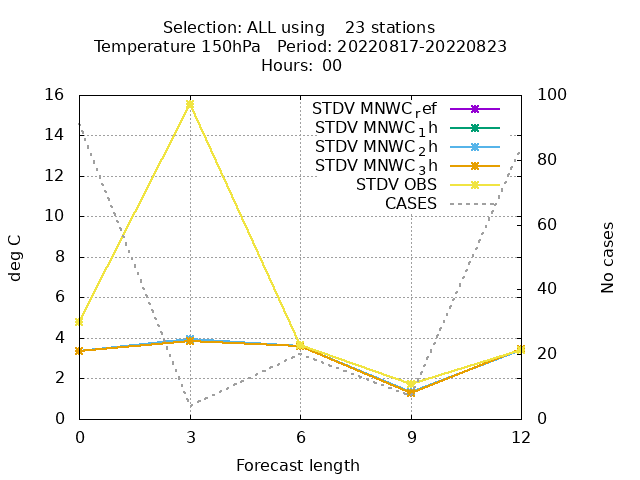 Selection: ALL using    23 stations
Temperature 150hPa   Period: 20220817-20220823
Hours: 00
STDV MNWC_ref
STDV MNWC_1h
STDV MNWC_2h
STDV MNWC_3h
STDV OBS
CASES
16
14
12
10
8
6
4
2
0
deg C
100
80
60
40
20
0
No cases
0 3 6 9 12
Forecast length